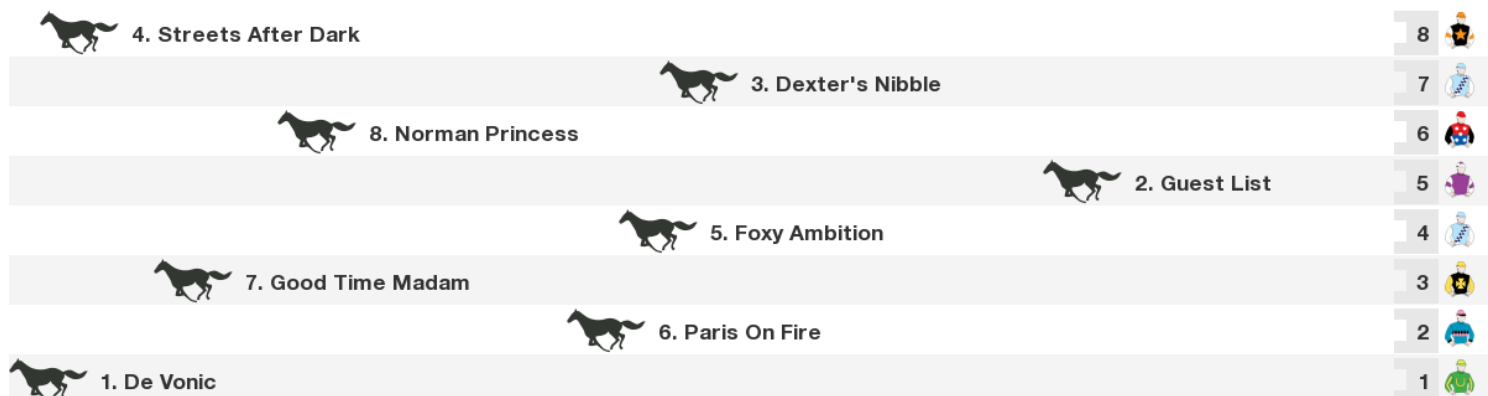 4. Streets After Dark 8
3. Dexter's Nibble 7
8. Norman Princess 6
2. Guest List 5
5. Foxy Ambition 4
7. Good Time Madam 3
6. Paris On Fire 2
1. De Vonic 1